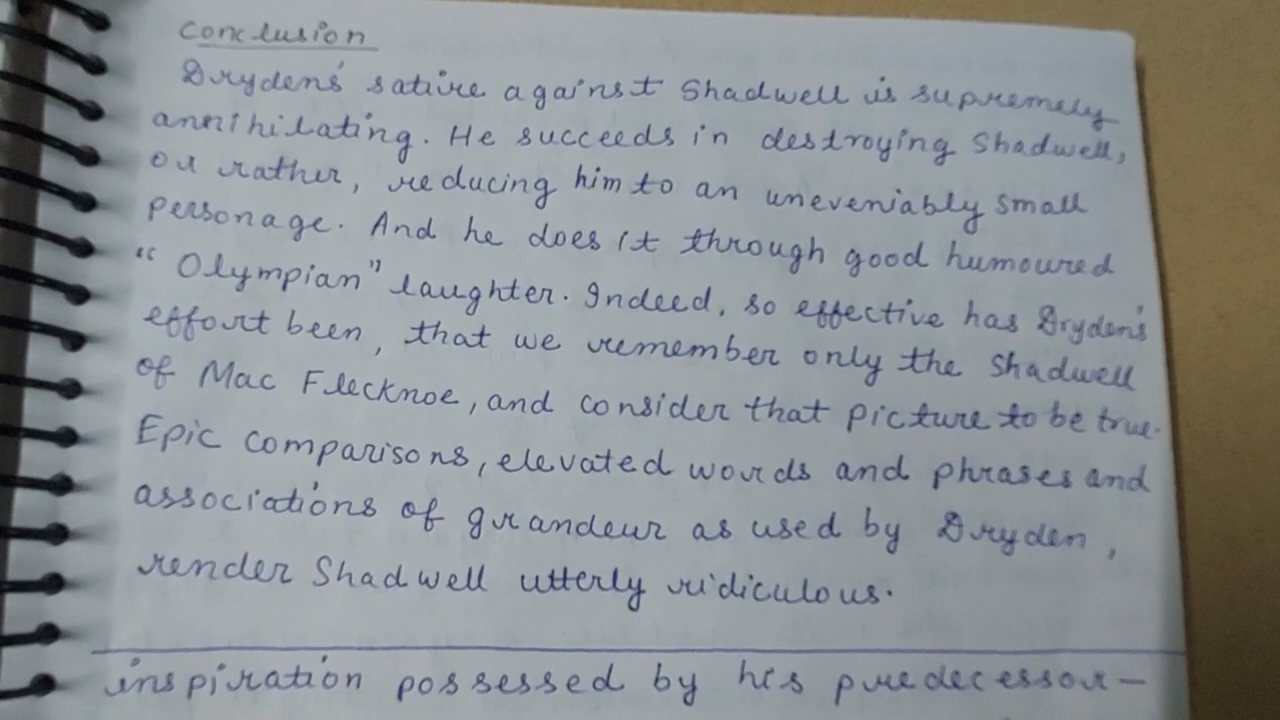 Conclusion
Dryden's satire against Shadwell is supremely
annihilating. He succeeds in destroying Shadwell,
or rather, reducing him to an uneveniably small
personage. And he does it through good humoured
"Olympian" laughter. Indeed, so effective has Dryden's
effort been, that we remember only the Shadwell
of Mac Flecknoe, and consider that picture to be true.
Epic comparisons, elevated words and phrases and
associations of grandeur as used by Dryden,
render Shadwell utterly ridiculous.
inspiration possessed by his predecessor-